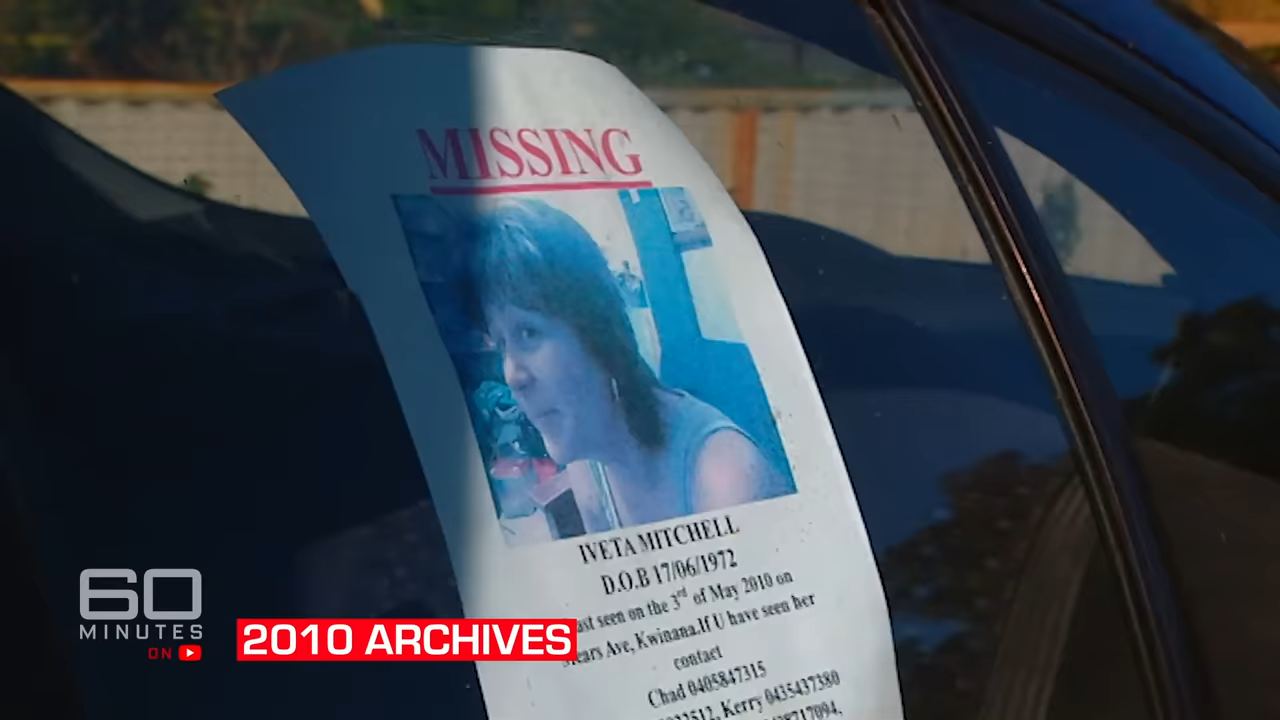 MISSING
IVETA MITCHELL
D.O.B 17/06/1972
ast seen on the 3rd of May 2010 on
Ave, Kwinana.If U have seen her
contact
Chad 0405847315
Kerry 0435437380
60
MINUTES
ON
2010 ARCHIVES